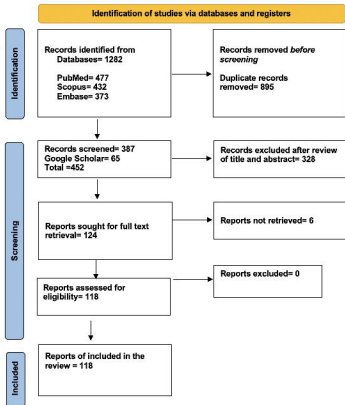 Identification of studies via databases and registers
Identification
Records identified from
Databases= 1282
PubMed= 477
Scopus= 432
Embase= 373
Records removed before
screening
Duplicate records
removed= 895
Screening
Records screened= 387
Google Scholar= 65
Total =452
Records excluded after review
of title and abstract= 328
Reports sought for full text
retrieval= 124
Reports not retrieved= 6
Reports assessed for
eligibility= 118
Reports excluded= 0
Included
Reports of included in the
review = 118